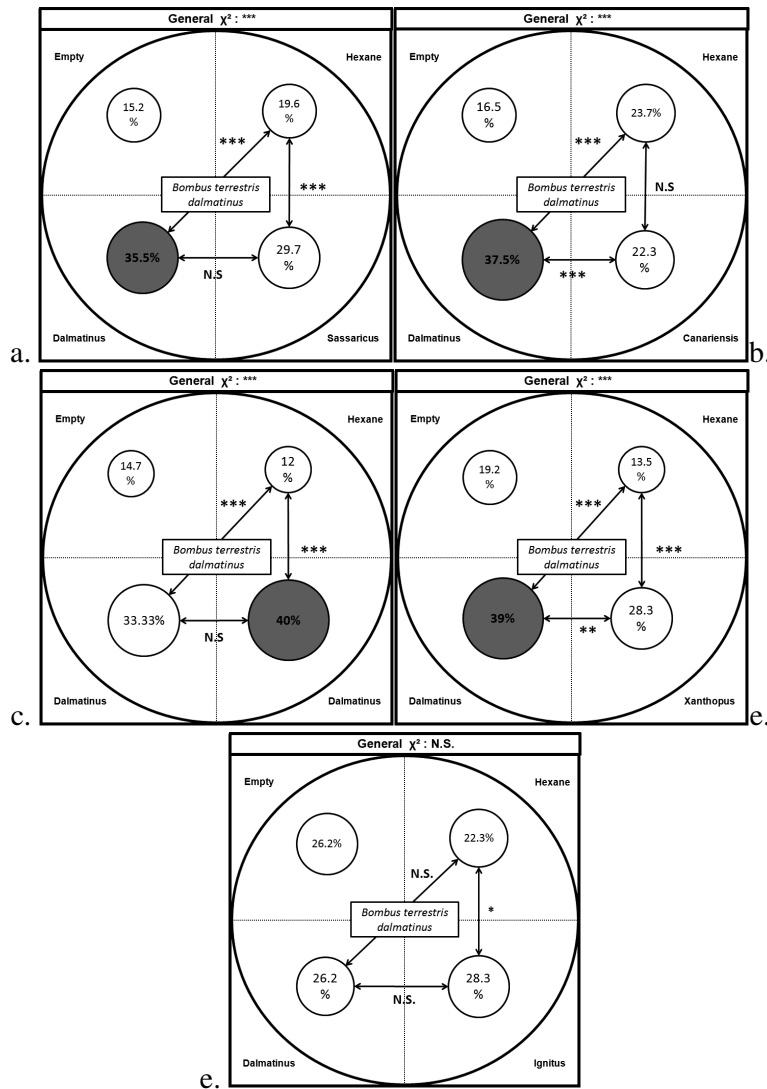 General χ² : ***
Empty
Hexane
15.2
%
19.6
%
***
Bombus terrestris
dalmatinus
***
35.5%
N.S
29.7
%
Dalmatinus
Sassaricus
a.
General χ² : ***
Empty
Hexane
16.5
%
23.7%
***
Bombus terrestris
dalmatinus
N.S
37.5%
***
22.3
%
Dalmatinus
Canariensis
b.
General χ² : ***
Empty
Hexane
14.7
%
12
%
***
Bombus terrestris
dalmatinus
***
33.33%
N.S
40%
Dalmatinus
Dalmatinus
c.
General χ² : ***
Empty
Hexane
19.2
%
13.5
%
***
Bombus terrestris
dalmatinus
***
39%
**
28.3
%
Dalmatinus
Xanthopus
e.
General χ² : N.S.
Empty
Hexane
26.2%
22.3%
N.S.
Bombus terrestris
dalmatinus
*
26.2
%
N.S.
28.3
%
Dalmatinus
Ignitus
e.